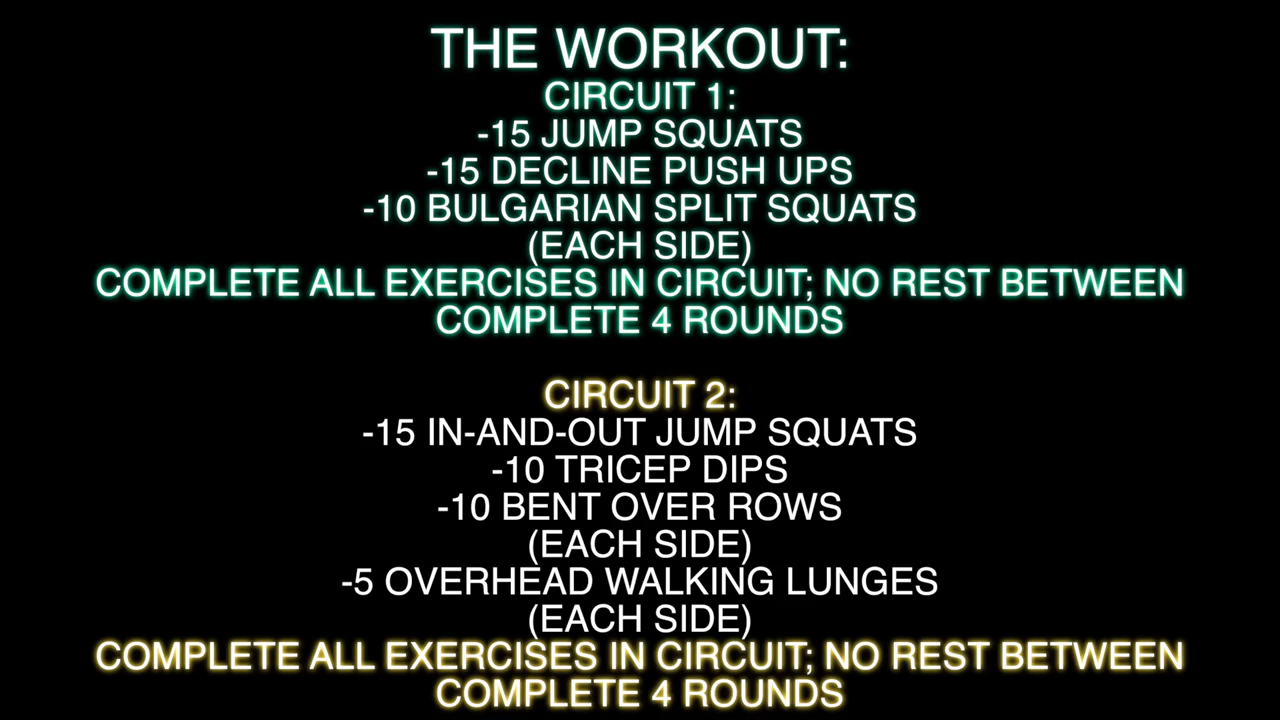 THE WORKOUT:
CIRCUIT 1:
-15 JUMP SQUATS
-15 DECLINE PUSH UPS
-10 BULGARIAN SPLIT SQUATS
(EACH SIDE)
COMPLETE ALL EXERCISES IN CIRCUIT; NO REST BETWEEN
COMPLETE 4 ROUNDS
CIRCUIT 2:
-15 IN-AND-OUT JUMP SQUATS
-10 TRICEP DIPS
-10 BENT OVER ROWS
(EACH SIDE)
-5 OVERHEAD WALKING LUNGES
(EACH SIDE)
COMPLETE ALL EXERCISES IN CIRCUIT; NO REST BETWEEN
COMPLETE 4 ROUNDS